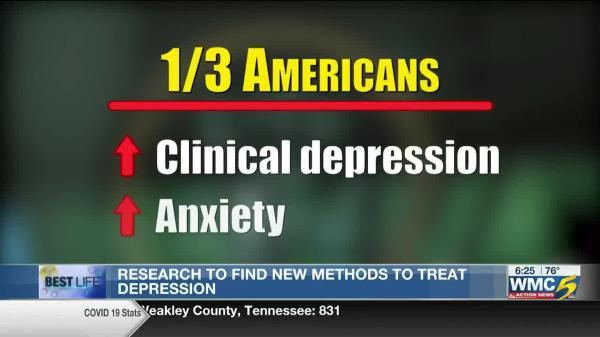 1/3 AMERICANS
Clinical depression
Anxiety
BEST LIFE
RESEARCH TO FIND NEW METHODS TO TREAT
DEPRESSION
6:25 76°
WMC 5
ACTION NEWS
COVID 19 Stats
Weakley County, Tennessee: 831